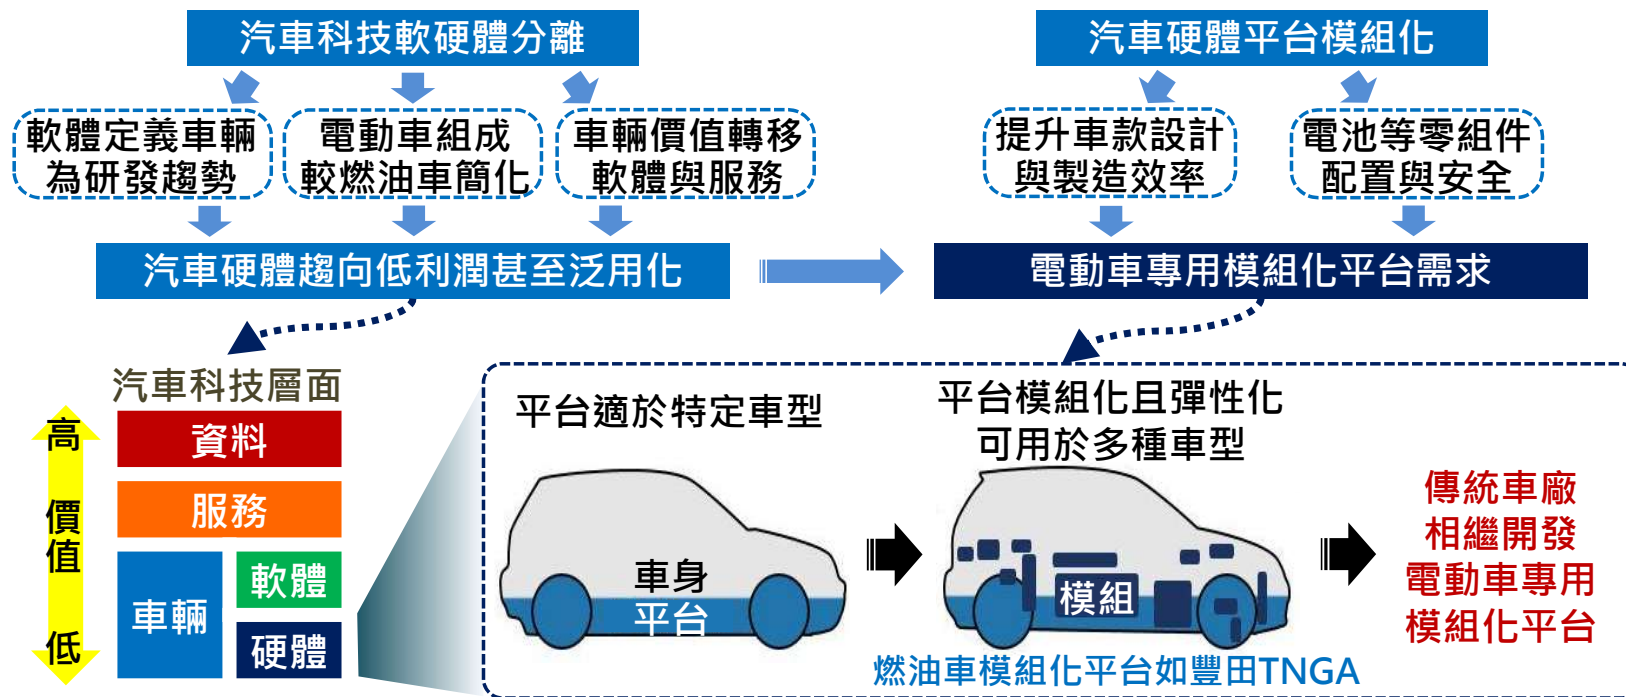 汽車科技軟硬體分離
汽車硬體平台模組化
軟體定義車輛
為研發趨勢
電動車組成
較燃油車簡化
車輛價值轉移
軟體與服務
提升車款設計
與製造效率
電池等零組件
配置與安全
汽車硬體趨向低利潤甚至泛用化
電動車專用模組化平台需求
汽車科技層面
高
價
值
低
資料
服務
車輛
軟體
硬體
平台適於特定車型
車身
平台
平台模組化且彈性化
可用於多種車型
模組
燃油車模組化平台如豐田TNGA
傳統車廠
相繼開發
電動車專用
模組化平台